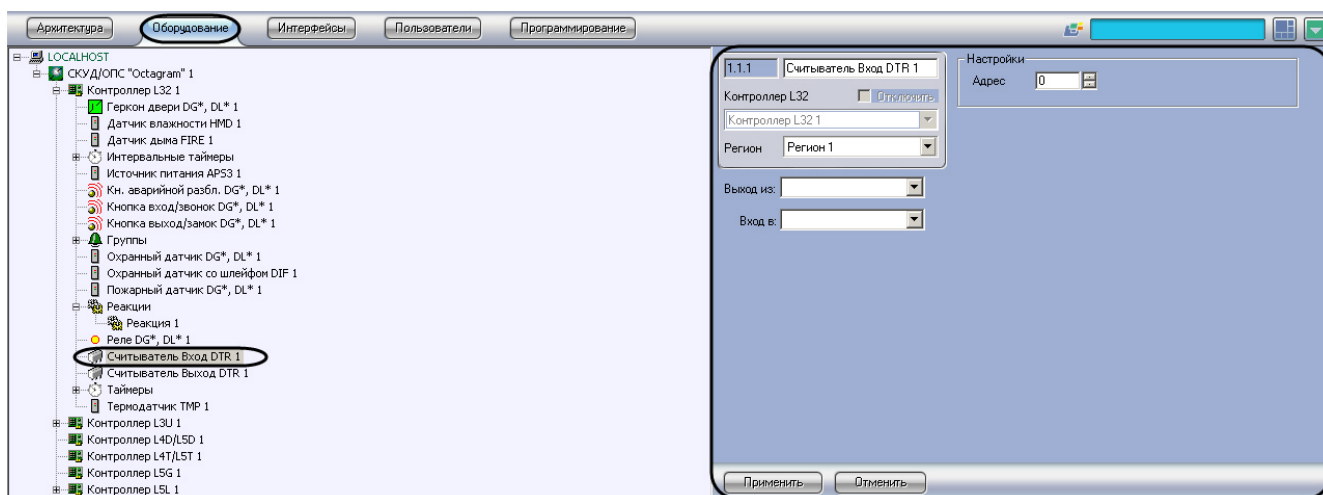 Архитектура Оборудование Интерфейсы Пользователи Программирование
LOCALHOST
СКУД/ОПС "Octagram" 1
Контроллер L32 1
Геркон двери DG*, DL* 1
Датчик влажности HMD 1
Датчик дыма FIRE 1
Интервальные таймеры
Источник питания APS3 1
Кн. аварийной разбл. DG*, DL* 1
Кнопка вход/звонок DG*, DL* 1
Кнопка выход/замок DG*, DL* 1
Группы
Охранный датчик DG*, DL* 1
Охранный датчик со шлейфом DIF 1
Пожарный датчик DG*, DL* 1
Реакции
Реакция 1
Реле DG*, DL* 1
Считыватель Вход DTR 1
Считыватель Выход DTR 1
Таймеры
Термодатчик TMP 1
Контроллер L3U 1
Контроллер L4D/L5D 1
Контроллер L4T/L5T 1
Контроллер L5G 1
Контроллер L5L 1
1.1.1 Считыватель Вход DTR 1
Контроллер L32 Отключить
Контроллер L32 1
Регион Регион 1
Выход из:
Вход в:
Настройки
Адрес 0
Применить Отменить